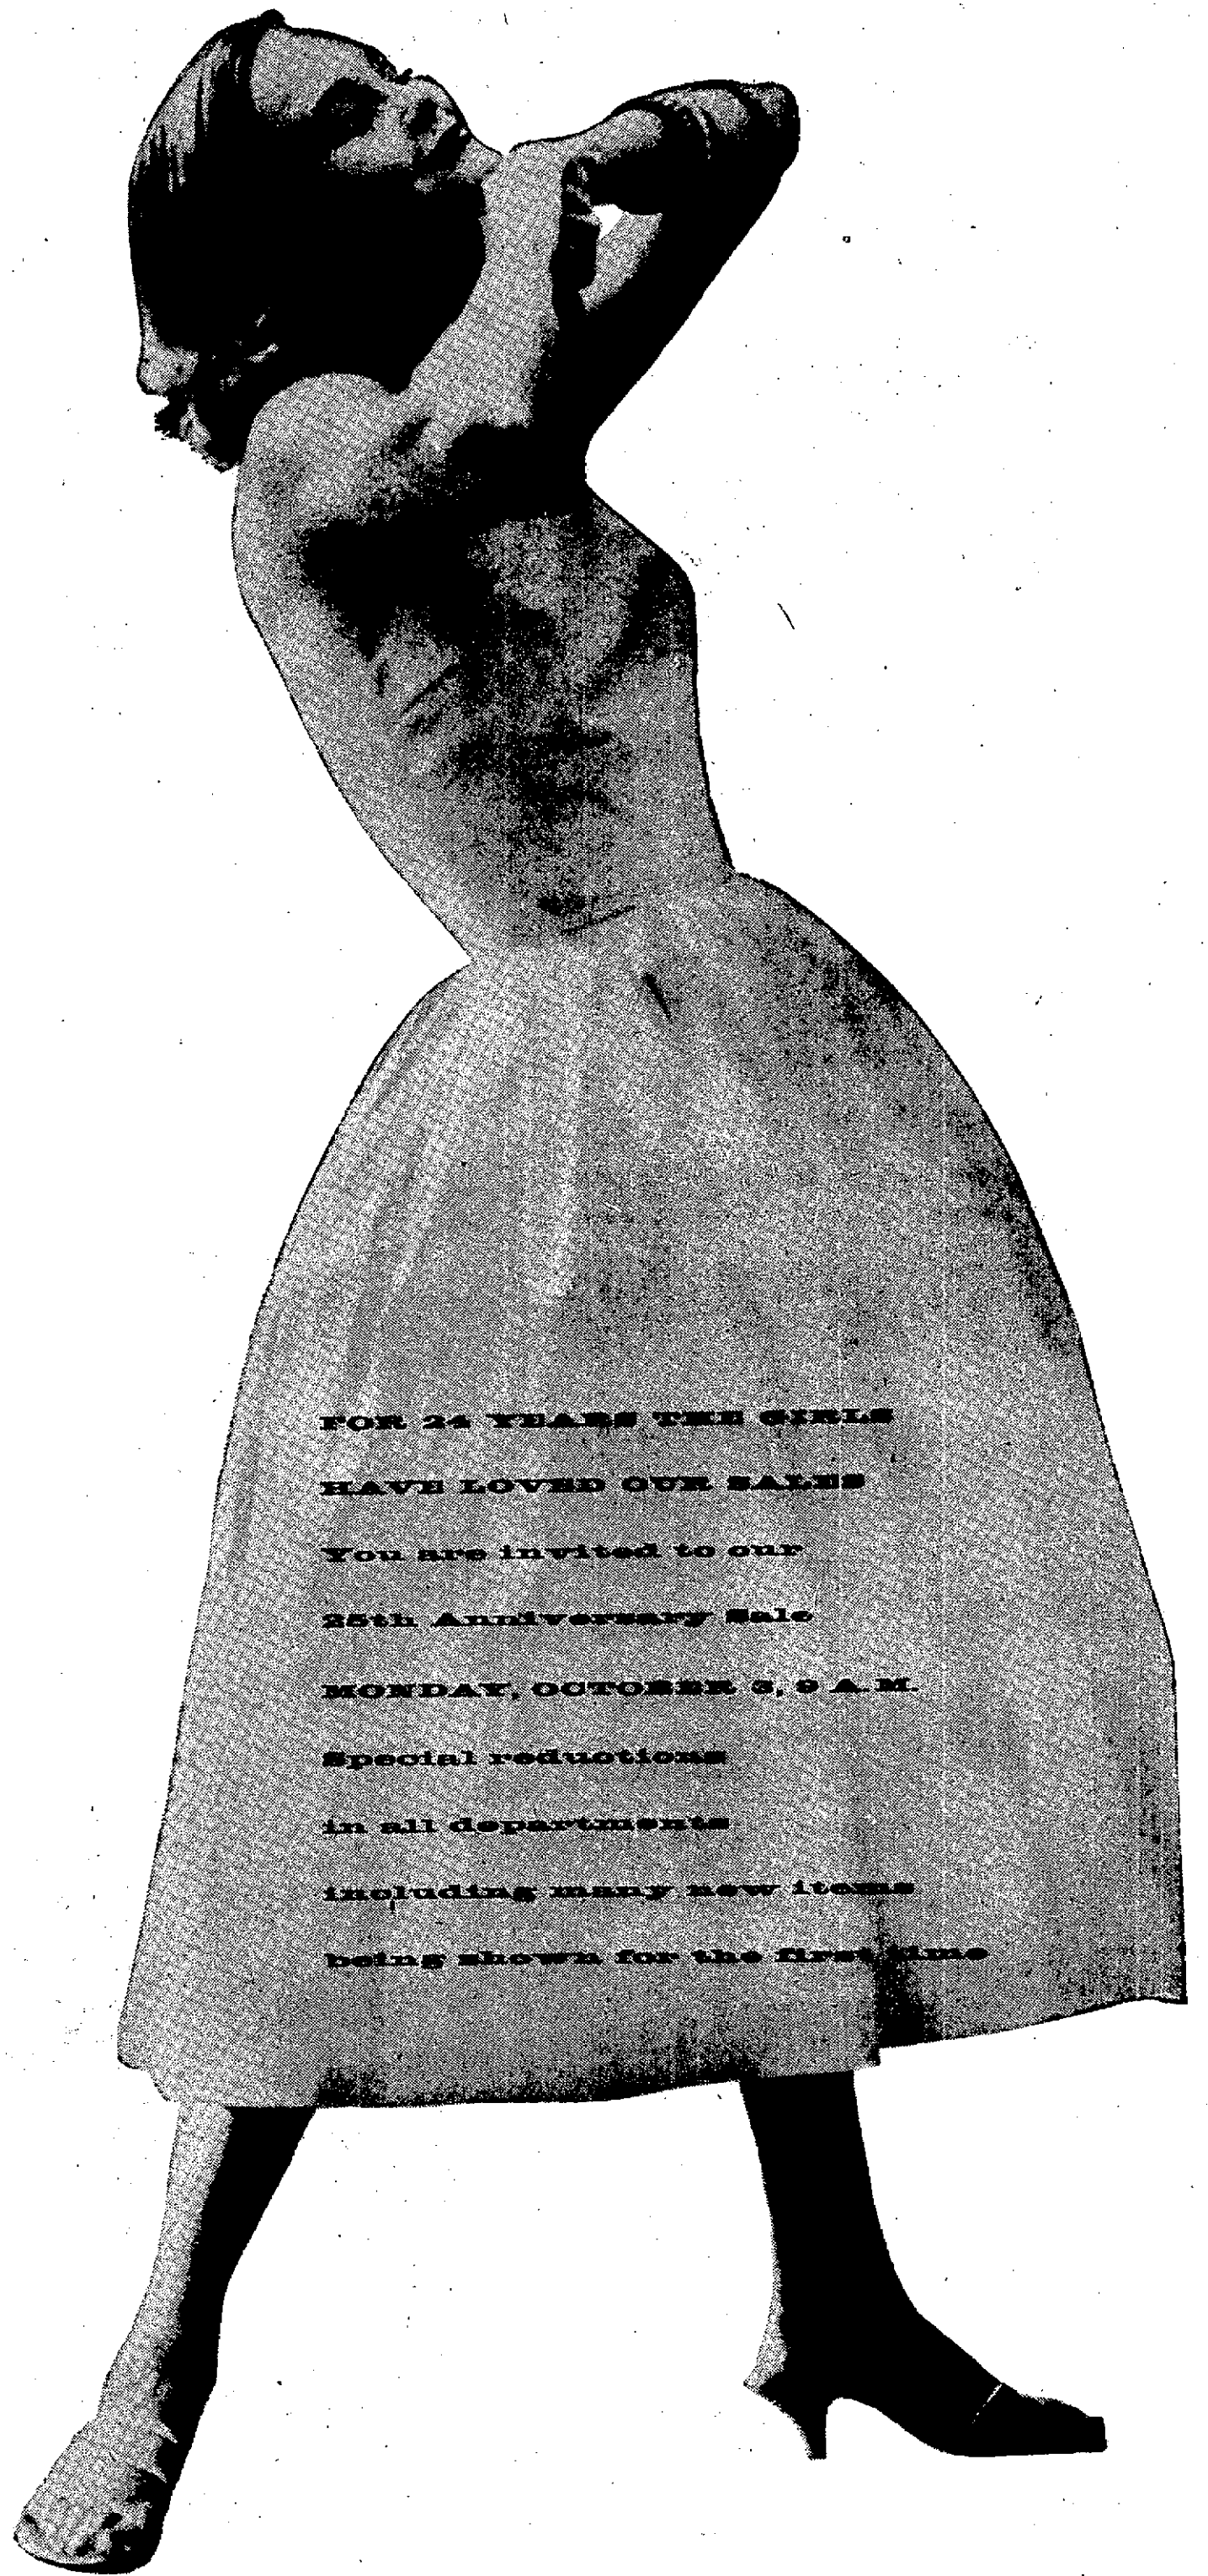 FOR 24 YEARS THE GIRLS
HAVE LOVED OUR SALES
You are invited to our
25th Anniversary Sale
MONDAY, OCTOBER 3, 9 A.M.
Special reductions
in all departments
including many new items
being shown for the first time